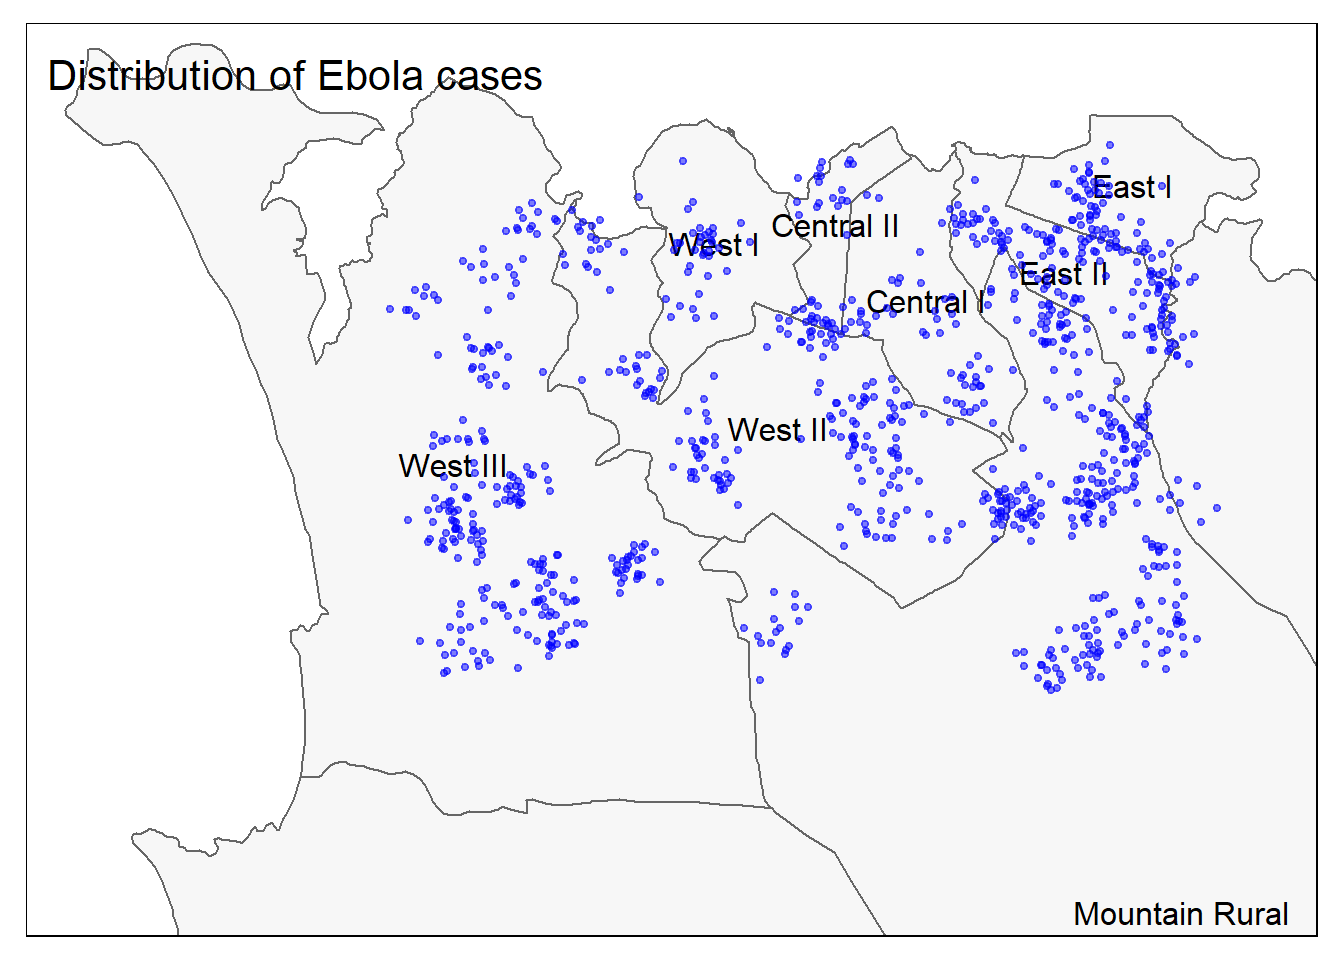 Distribution of Ebola cases
East I
Central II
West I
East II
Central I
West II
West III
Mountain Rural